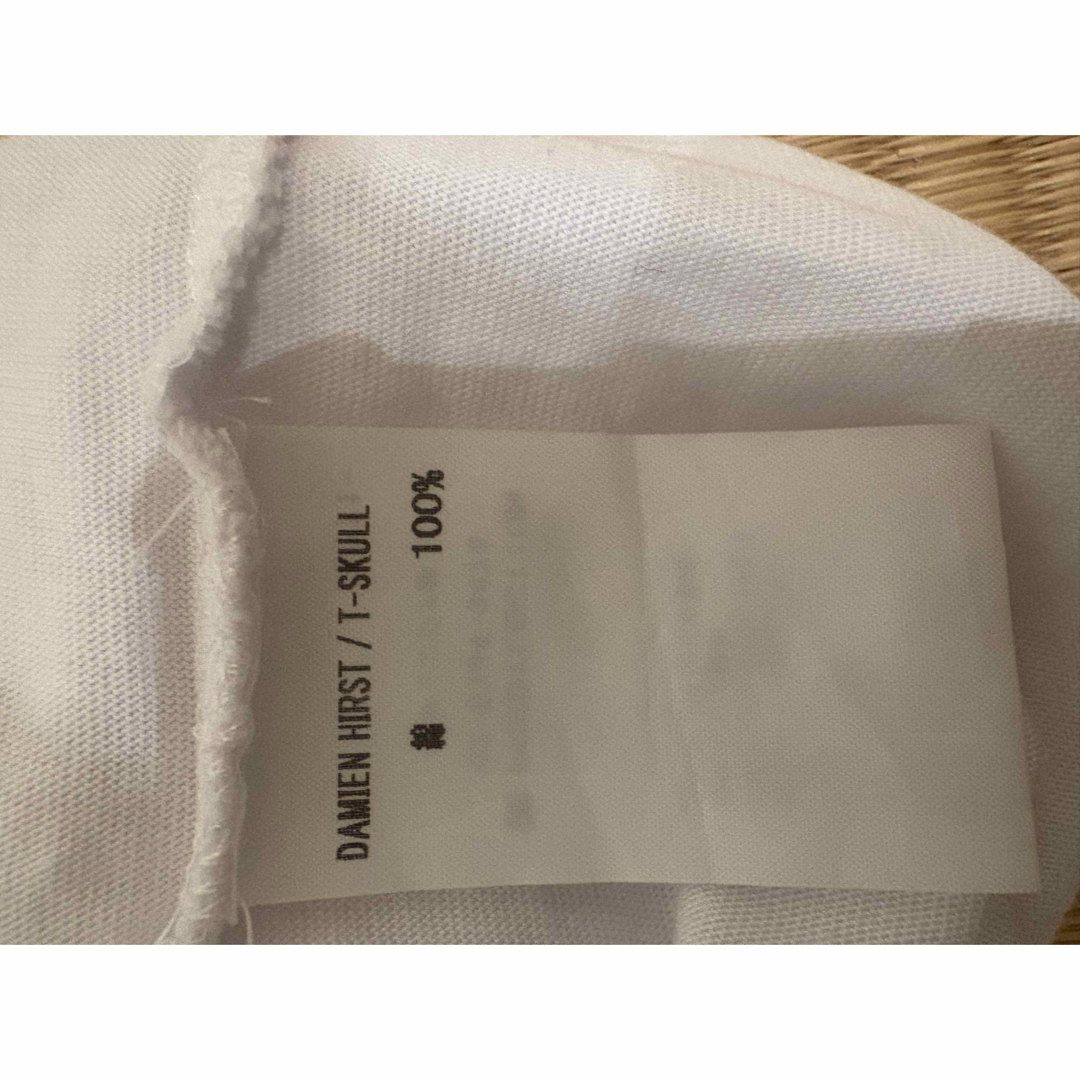 DAMIEN HIRST / T-SKULL
綿 100%